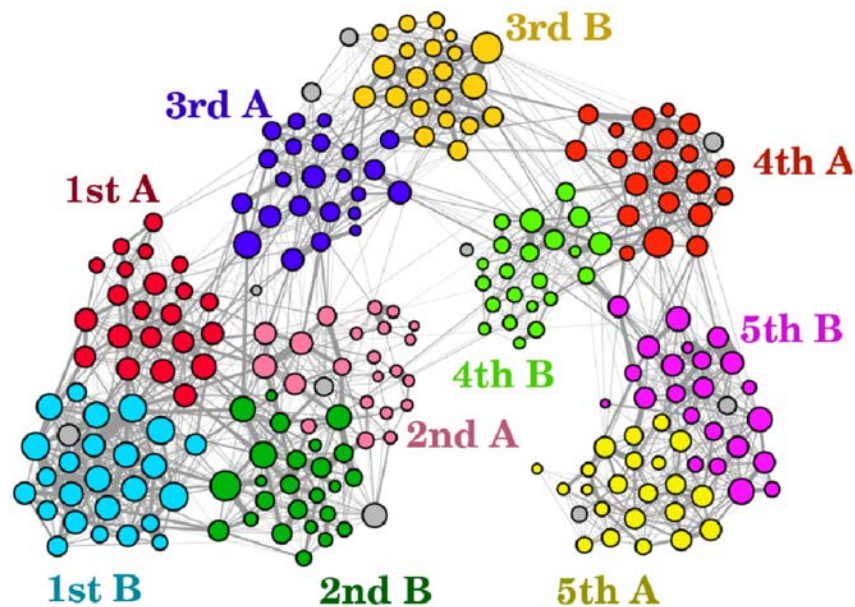 3rd B
3rd A
4th A
1st A
5th B
4th B
2nd A
1st B
2nd B
5th A